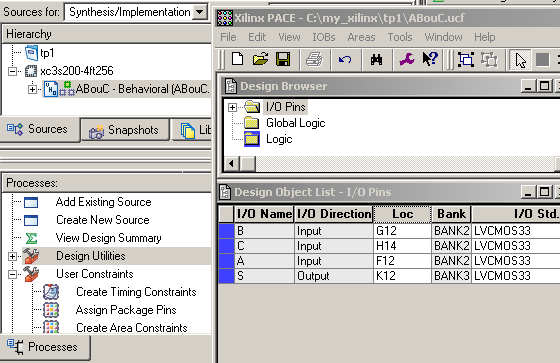 Sources for: Synthesis/Implementation
Hierarchy
tp1
xc3s200-4ft256
ABouC - Behavioral (ABouC.
Sources
Snapshots
Lib
Processes:
Add Existing Source
Create New Source
View Design Summary
Design Utilities
User Constraints
Create Timing Constraints
Assign Package Pins
Create Area Constraints
Processes
Xilinx PACE - C:\my_xilinx\tp1\ABouC.ucf
File Edit View IOBs Areas Tools Window Help
Design Browser
I/O Pins
Global Logic
Logic
Design Object List - I/O Pins
I/O Name I/O Direction Loc Bank I/O Std.
B Input G12 BANK2 LVCMOS33
C Input H14 BANK2 LVCMOS33
A Input F12 BANK2 LVCMOS33
S Output K12 BANK3 LVCMOS33